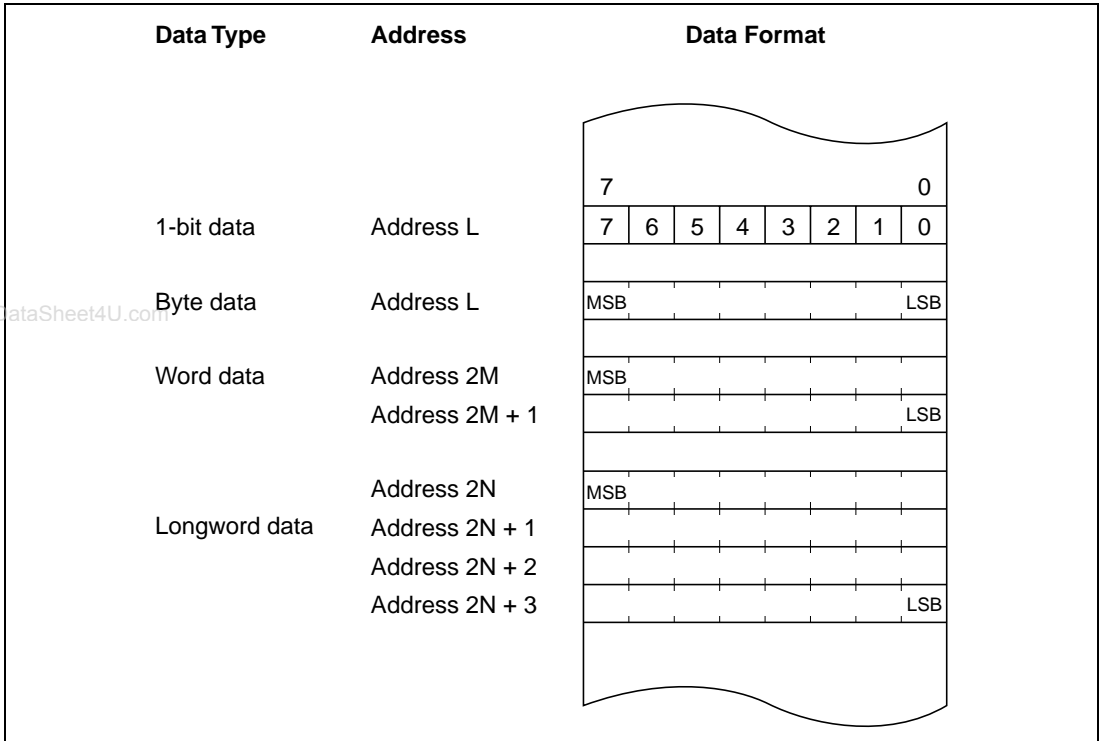 Data Type Address Data Format
7 0
1-bit data Address L 7 6 5 4 3 2 1 0
Byte data Address L MSB LSB
DataSheet4U.com
Word data Address 2M MSB
Address 2M + 1 LSB
Address 2N MSB
Longword data Address 2N + 1
Address 2N + 2
Address 2N + 3 LSB